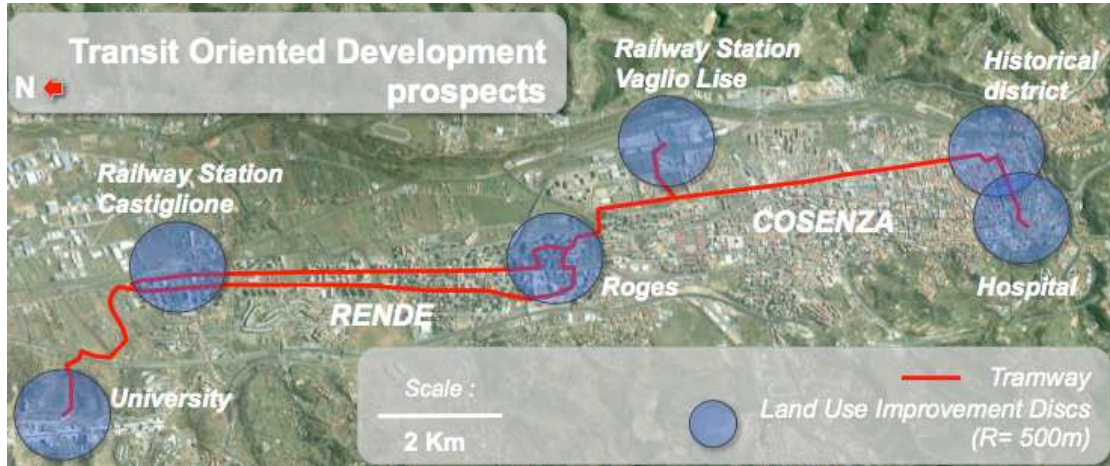 Transit Oriented Development
prospects
N
Railway Station
Vaglio Lise
Historical
district
Railway Station
Castiglione
COSENZA
Roges
Hospital
RENDE
University
Scale :
2 Km
Tramway
Land Use Improvement Discs
(R= 500m)